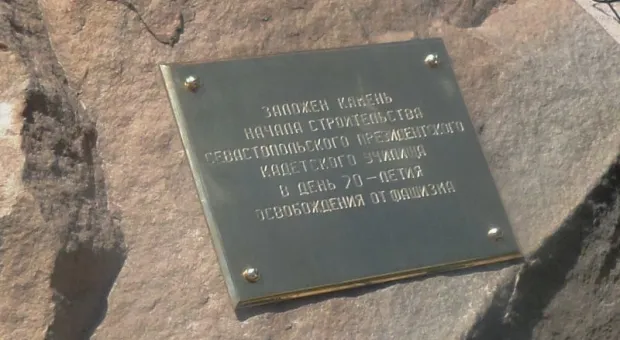 ЗАЛОЖЕН КАМЕНЬ
НАЧАЛА СТРОИТЕЛЬСТВА
СЕВАСТОПОЛЬСКОГО ПРЕЗИДЕНТСКОГО
КАДЕТСКОГО УЧИЛИЩА
В ДЕНЬ 70-ЛЕТИЯ
ОСВОБОЖДЕНИЯ ОТ ФАШИЗМА